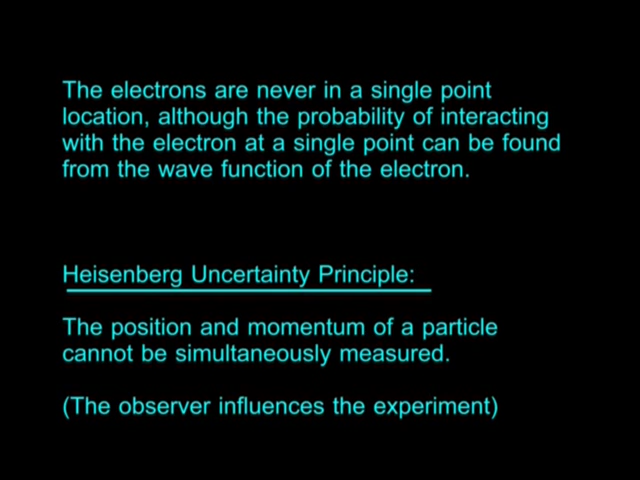 The electrons are never in a single point
location, although the probability of interacting
with the electron at a single point can be found
from the wave function of the electron.
Heisenberg Uncertainty Principle:
The position and momentum of a particle
cannot be simultaneously measured.
(The observer influences the experiment)